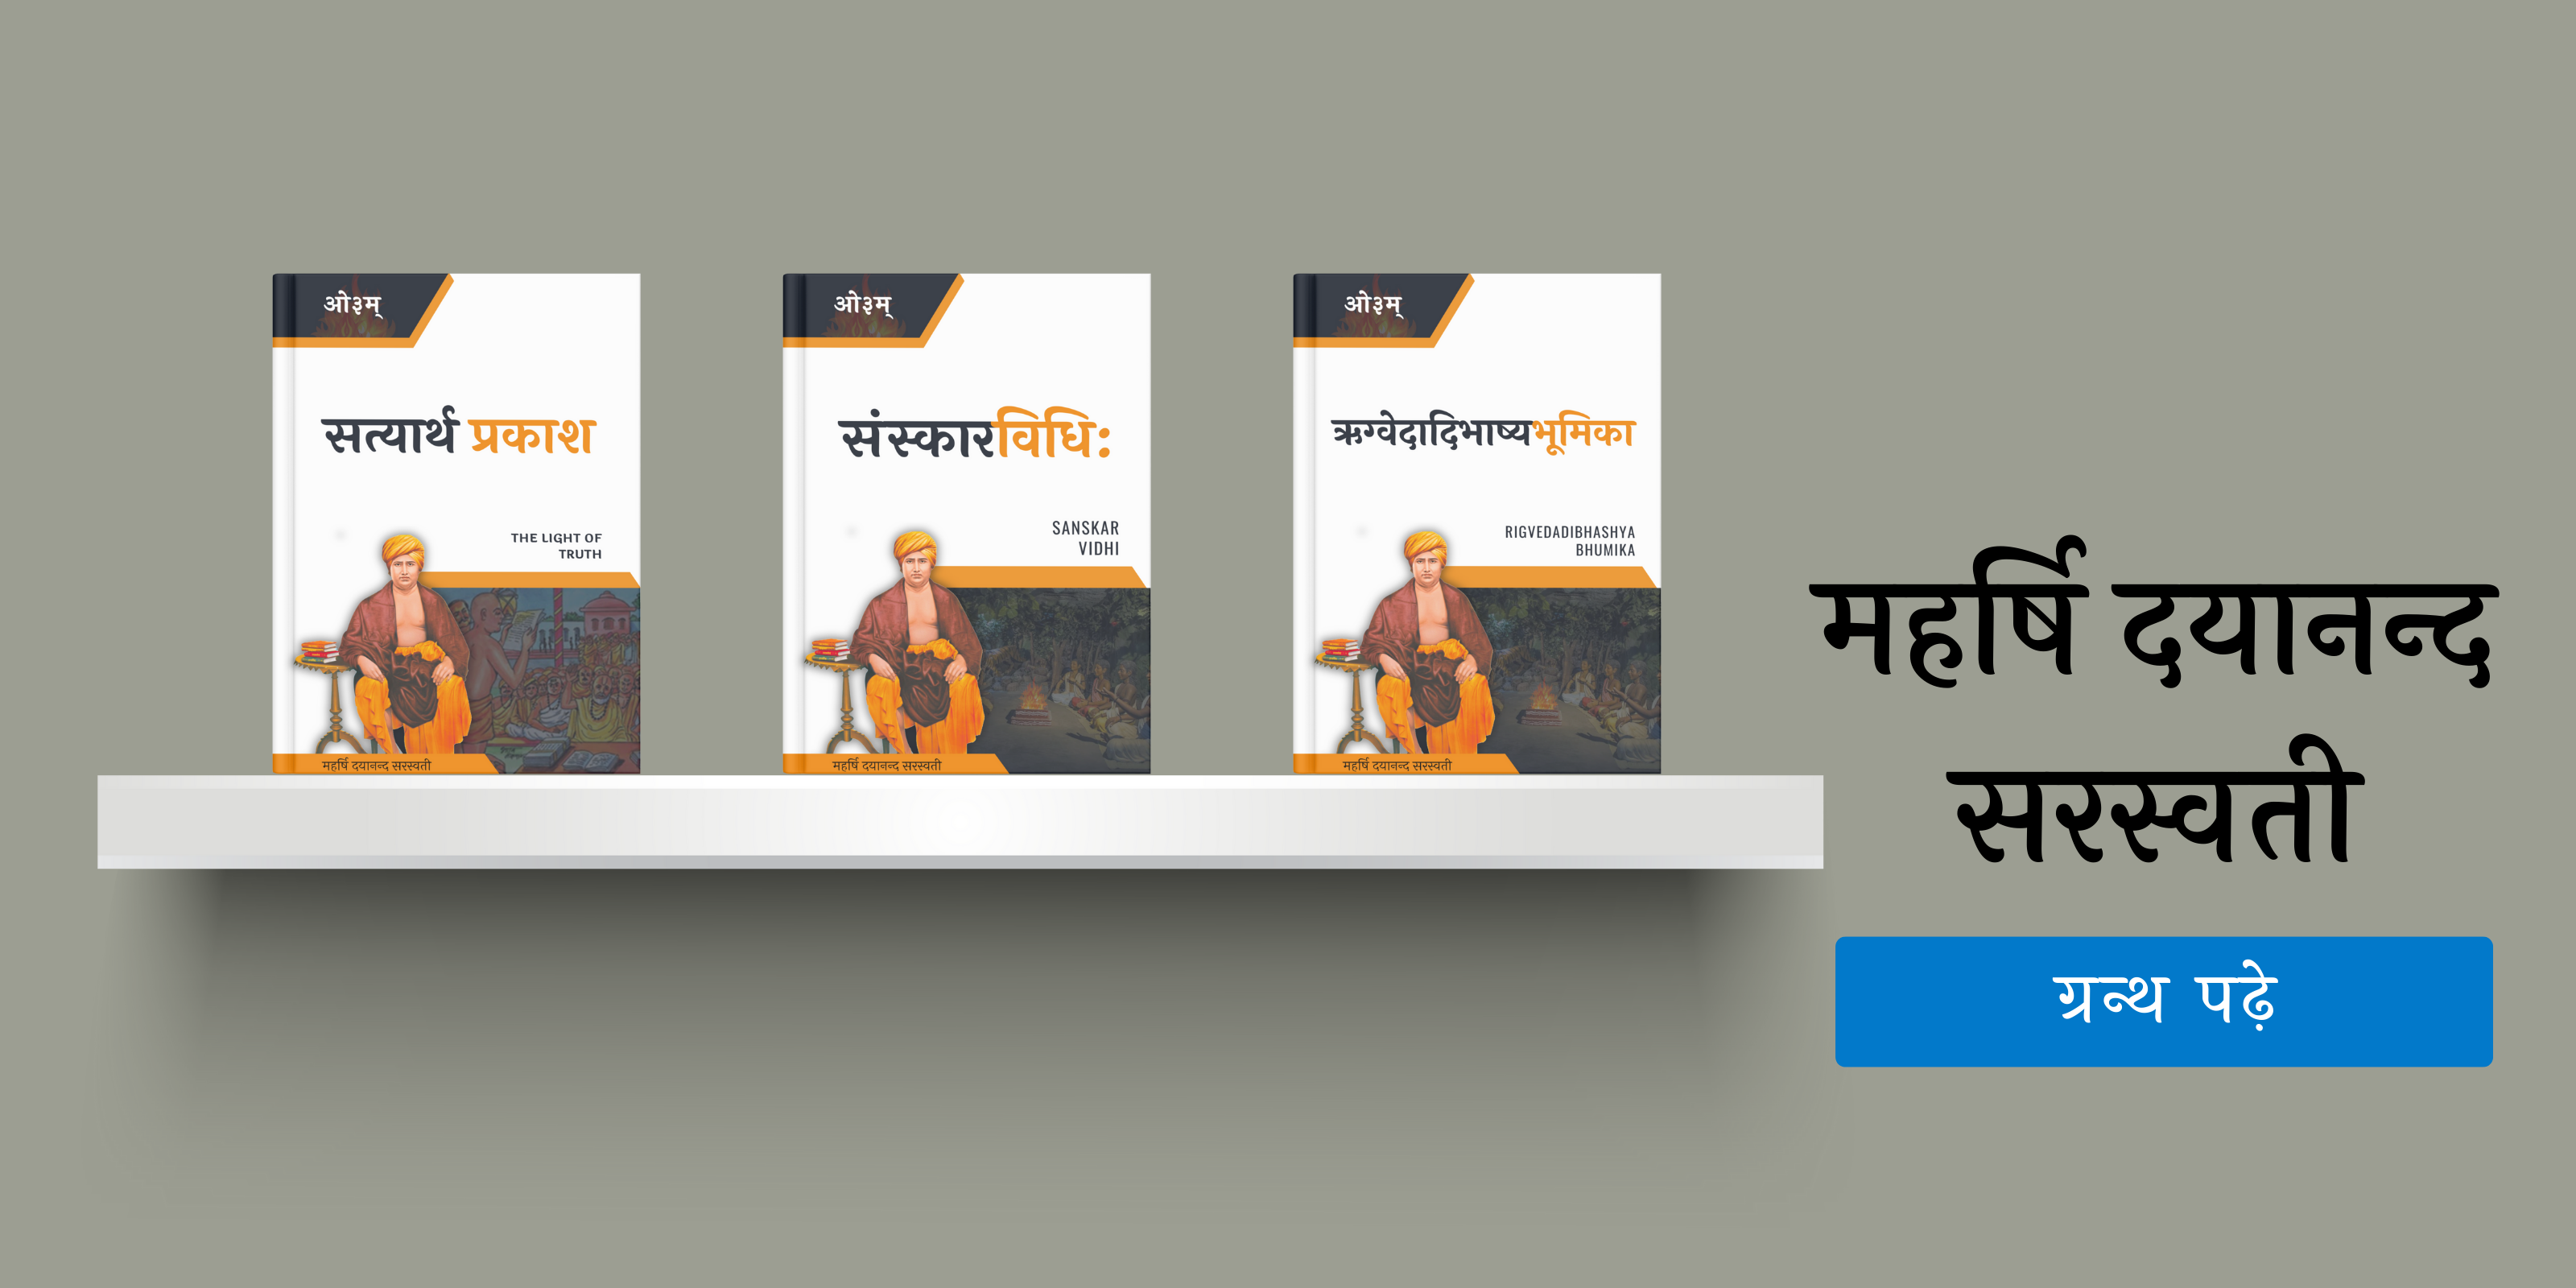 ओ३म्
सत्यार्थ प्रकाश
THE LIGHT OF
TRUTH
महर्षि दयानन्द सरस्वती
ओ३म्
संस्कारविधि:
SANSKAR
VIDHI
महर्षि दयानन्द सरस्वती
ओ३म्
ऋग्वेदादिभाष्यभूमिका
RIGVEDADIBHASHYA
BHUMIKA
महर्षि दयानन्द सरस्वती
महर्षि दयानन्द
सरस्वती
ग्रन्थ पढ़े